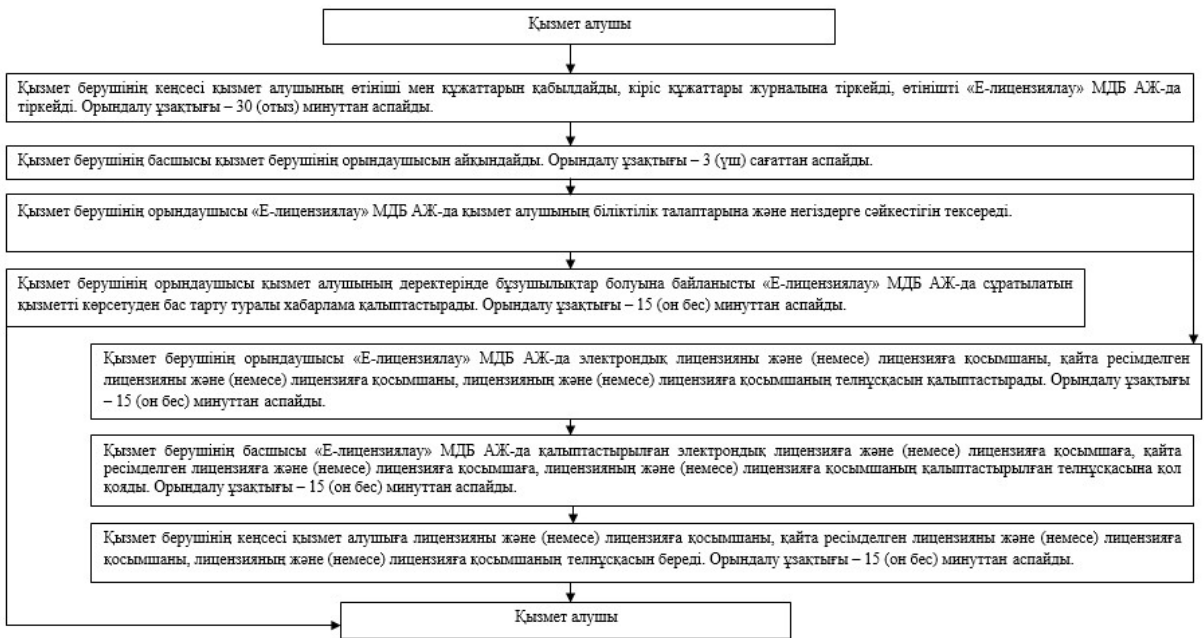 Қызмет алушы
Қызмет берушінің кеңсесі қызмет алушының өтініші мен құжаттарын қабылдайды, кіріс құжаттары журналына тіркейді, өтінішті «Е-лицензиялау» МДБ АЖ-да
тіркейді. Орындалу ұзақтығы – 30 (отыз) минуттан аспайды.
Қызмет берушінің басшысы қызмет берушінің орындаушысын айқындайды. Орындалу ұзақтығы – 3 (үш) сағаттан аспайды.
Қызмет берушінің орындаушысы «Е-лицензиялау» МДБ АЖ-да қызмет алушының біліктілік талаптарына және негіздерге сәйкестігін тексереді.
Қызмет берушінің орындаушысы қызмет алушының деректерінде бұзушылықтар болуына байланысты «Е-лицензиялау» МДБ АЖ-да сұратылатын
қызметті көрсетуден бас тарту туралы хабарлама қалыптастырады. Орындалу ұзақтығы – 15 (он бес) минуттан аспайды.
Қызмет берушінің орындаушысы «Е-лицензиялау» МДБ АЖ-да электрондық лицензияны және (немесе) лицензияға қосымшаны, қайта ресімделген
лицензияны және (немесе) лицензияға қосымшаны, лицензияның және (немесе) лицензияға қосымшаның телнұсқасын қалыптастырады. Орындалу ұзақтығы
– 15 (он бес) минуттан аспайды.
Қызмет берушінің басшысы «Е-лицензиялау» МДБ АЖ-да қалыптастырылған электрондық лицензияға және (немесе) лицензияға қосымшаға, қайта
ресімделген лицензияға және (немесе) лицензияға қосымшаға, лицензияның және (немесе) лицензияға қосымшаның қалыптастырылған телнұсқасына қол
қояды. Орындалу ұзақтығы – 15 (он бес) минуттан аспайды.
Қызмет берушінің кеңсесі қызмет алушыға лицензияны және (немесе) лицензияға қосымшаны, қайта ресімделген лицензияны және (немесе) лицензияға
қосымшаны, лицензияның және (немесе) лицензияға қосымшаның телнұсқасын береді. Орындалу ұзақтығы – 15 (он бес) минуттан аспайды.
Қызмет алушы